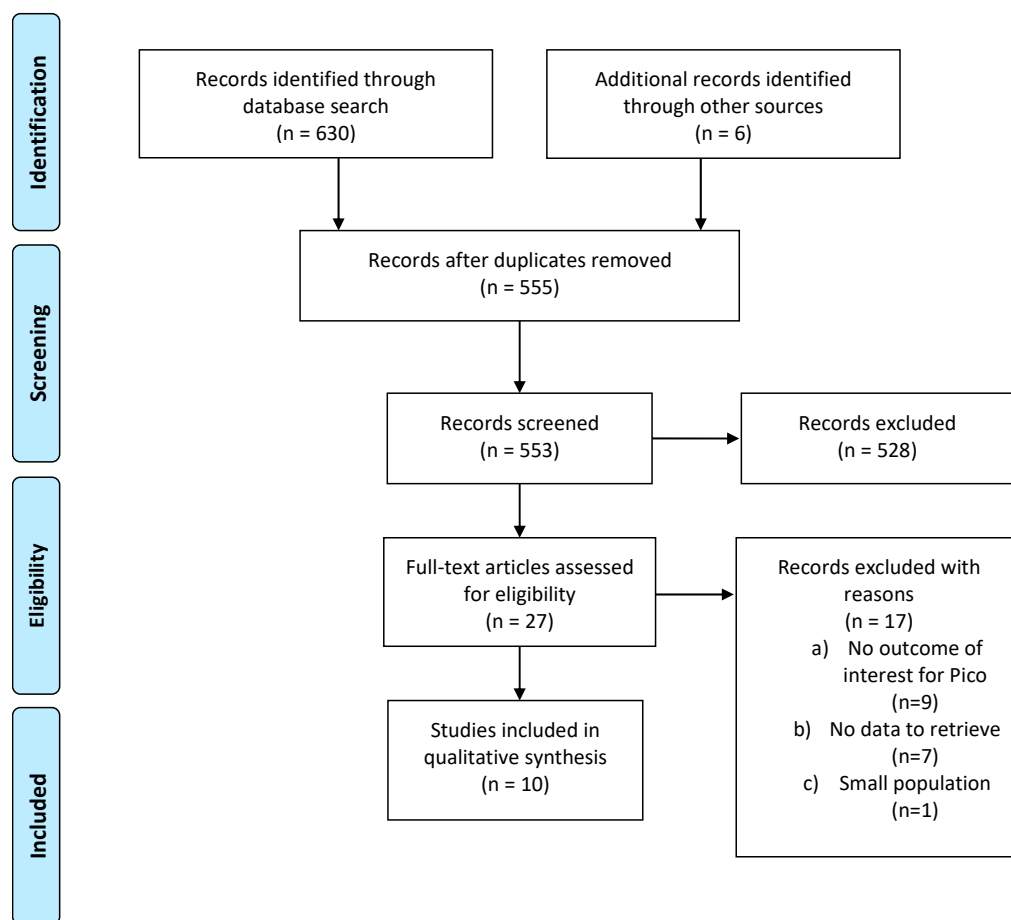 Identification
Records identified through
database search
(n = 630)
Additional records identified
through other sources
(n = 6)
Screening
Records after duplicates removed
(n = 555)
Records screened
(n = 553)
Records excluded
(n = 528)
Eligibility
Full-text articles assessed
for eligibility
(n = 27)
Records excluded with
reasons
(n = 17)
a) No outcome of
interest for Pico
(n=9)
b) No data to retrieve
(n=7)
c) Small population
(n=1)
Included
Studies included in
qualitative synthesis
(n = 10)